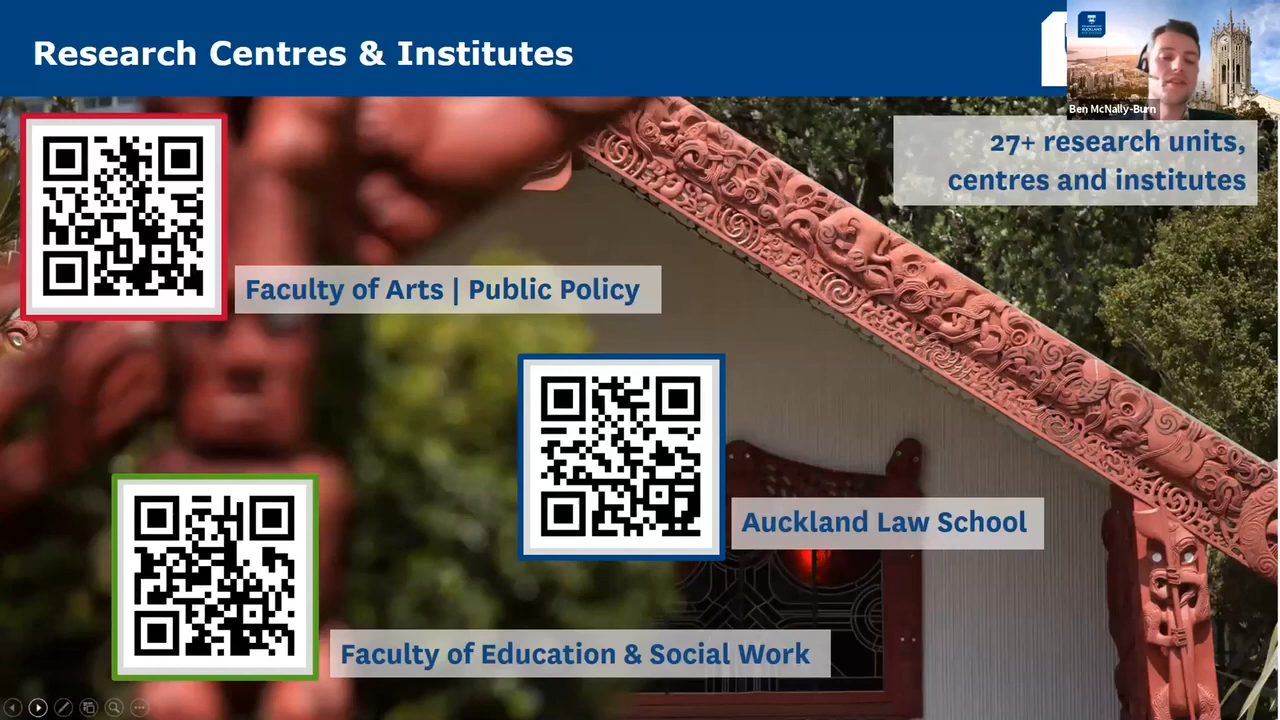 Research Centres & Institutes
AUCKLAND
Ben McNally-Burn
27+ research units,
centres and institutes
Faculty of Arts | Public Policy
Auckland Law School
Faculty of Education & Social Work